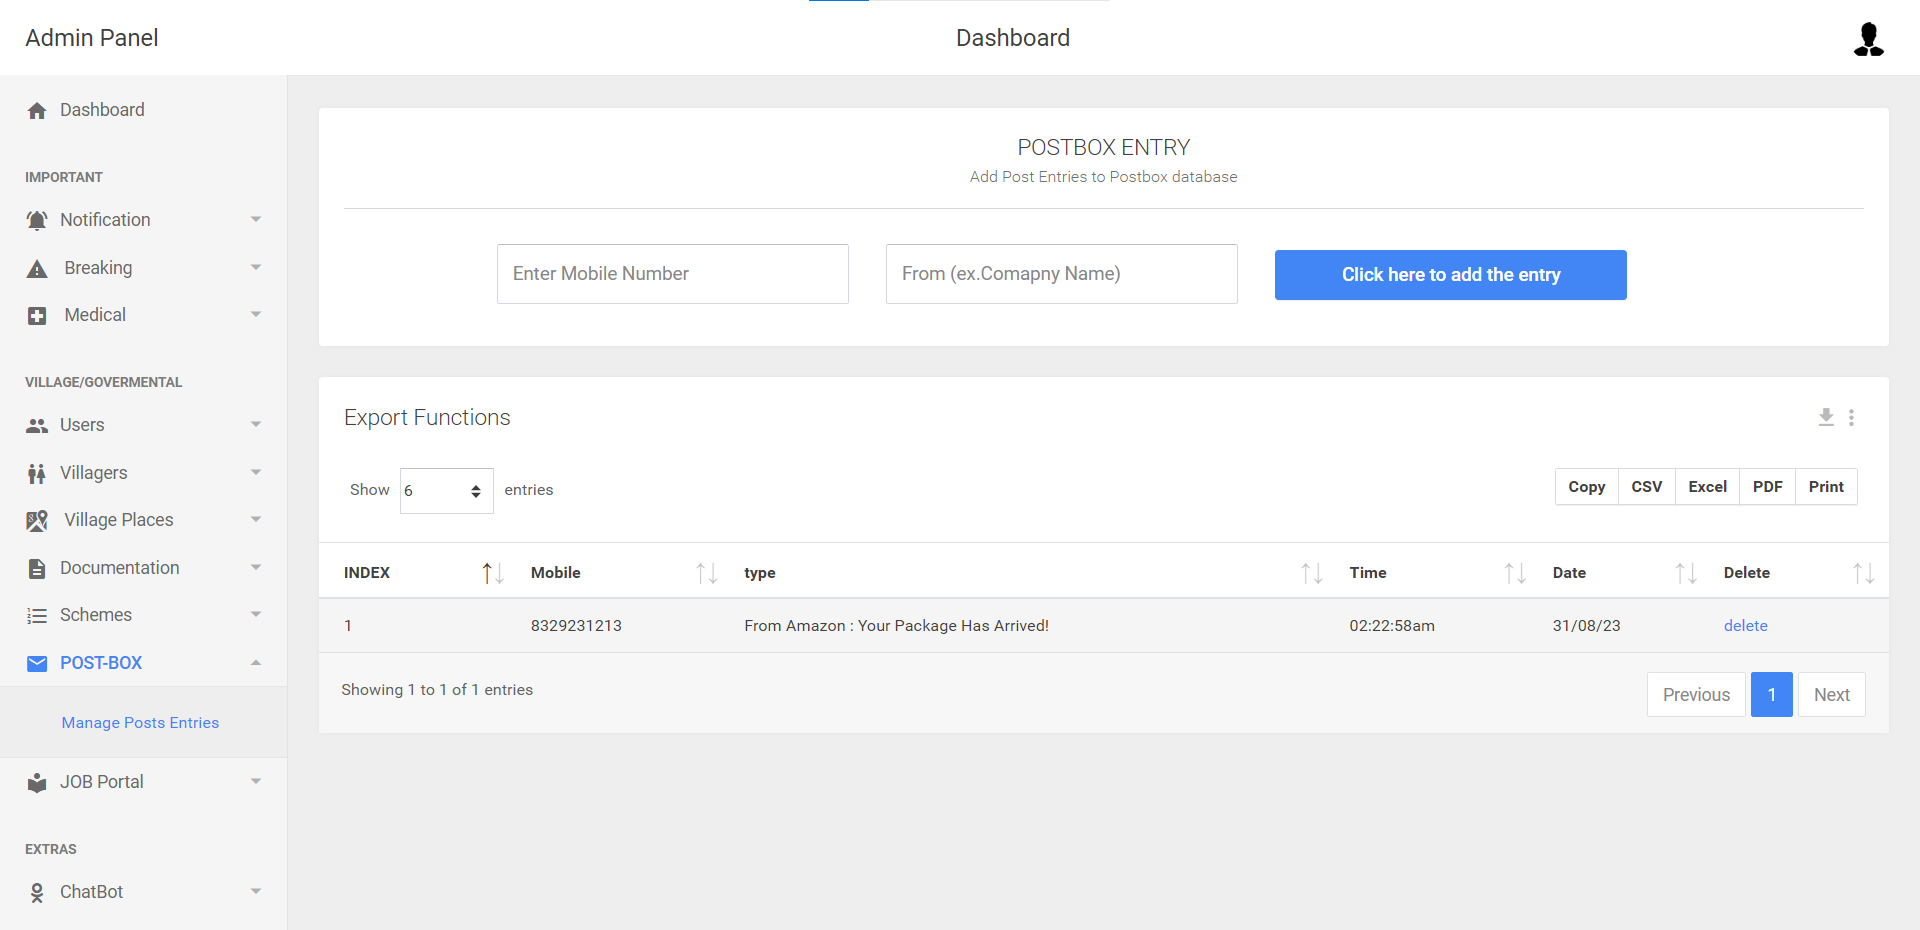 Admin Panel
Dashboard
Dashboard
IMPORTANT
Notification
Breaking
Medical
VILLAGE/GOVERMENTAL
Users
Villagers
Village Places
Documentation
Schemes
POST-BOX
Manage Posts Entries
JOB Portal
EXTRAS
ChatBot
POSTBOX ENTRY
Add Post Entries to Postbox database
Enter Mobile Number From (ex.Comapny Name) Click here to add the entry
Export Functions
Show 6 entries Copy CSV Excel PDF Print
INDEX Mobile type Time Date Delete
1 8329231213 From Amazon : Your Package Has Arrived! 02:22:58am 31/08/23 delete
Showing 1 to 1 of 1 entries
Previous 1 Next